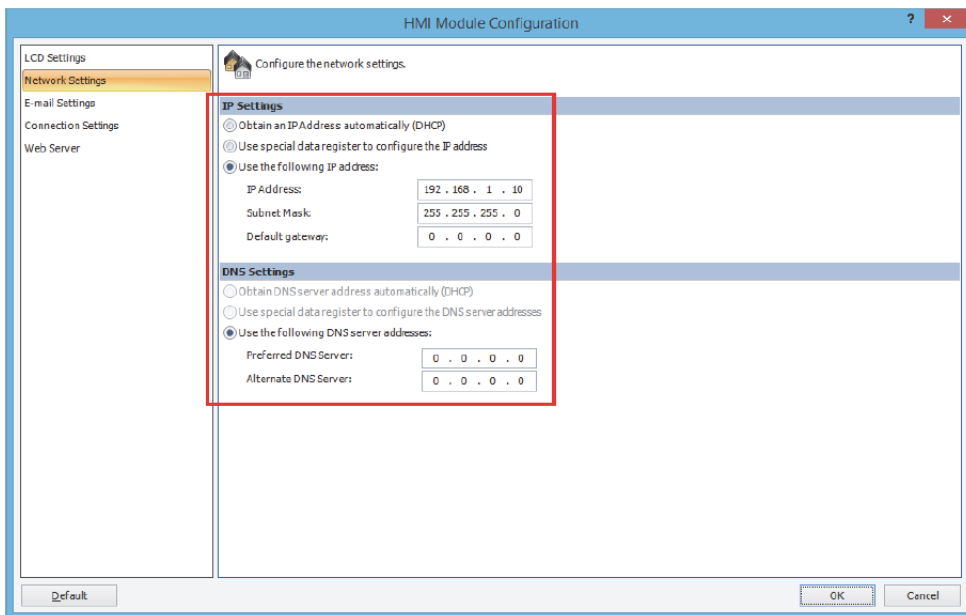 HMI Module Configuration
?
LCD Settings
Network Settings
E-mail Settings
Connection Settings
Web Server
Configure the network settings.
IP Settings
Obtain an IP Address automatically (DHCP)
Use special data register to configure the IP address
Use the following IP address:
IP Address: 192 . 168 . 1 . 10
Subnet Mask: 255 . 255 . 255 . 0
Default gateway: 0 . 0 . 0 . 0
DNS Settings
Obtain DNS server address automatically (DHCP)
Use special data register to configure the DNS server addresses
Use the following DNS server addresses:
Preferred DNS Server: 0 . 0 . 0 . 0
Alternate DNS Server: 0 . 0 . 0 . 0
Default OK Cancel